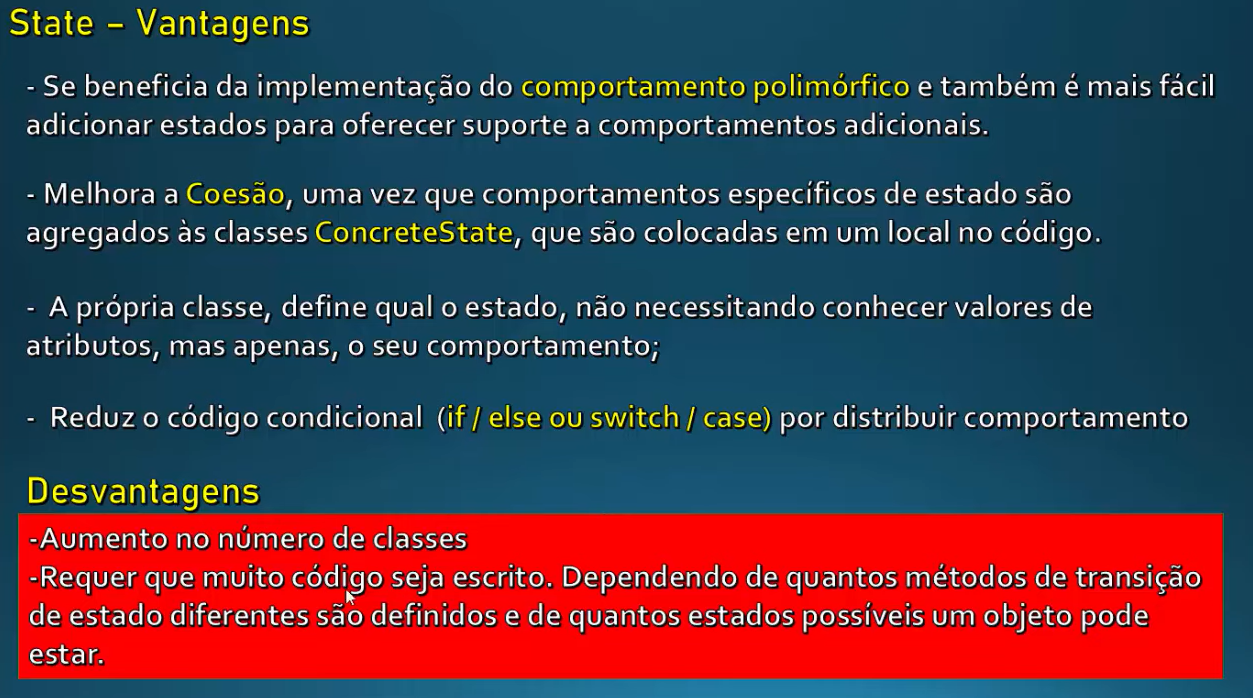 State – Vantagens
- Se beneficia da implementação do comportamento polimórfico e também é mais fácil
adicionar estados para oferecer suporte a comportamentos adicionais.
- Melhora a Coesão, uma vez que comportamentos específicos de estado são
agregados às classes ConcreteState, que são colocadas em um local no código.
- A própria classe, define qual o estado, não necessitando conhecer valores de
atributos, mas apenas, o seu comportamento;
- Reduz o código condicional (if / else ou switch / case) por distribuir comportamento
Desvantagens
-Aumento no número de classes
-Requer que muito código seja escrito. Dependendo de quantos métodos de transição
de estado diferentes são definidos e de quantos estados possíveis um objeto pode
estar.